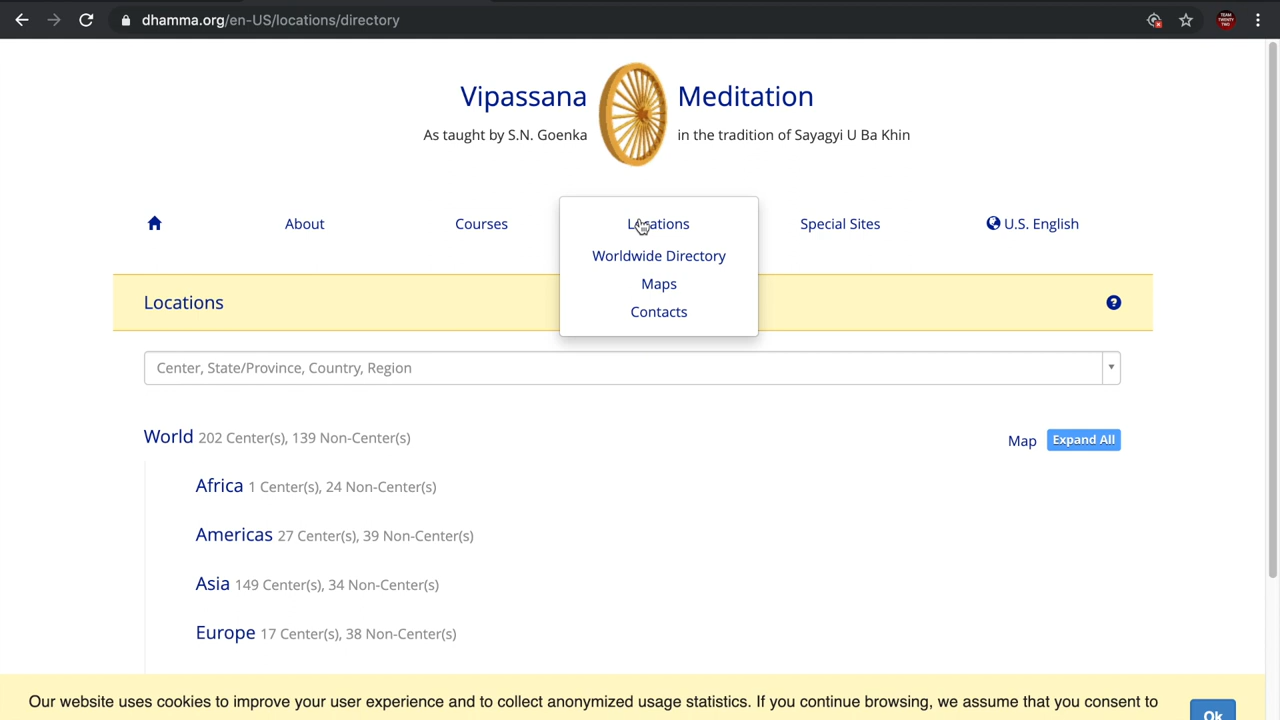 dhamma.org/en-US/locations/directory
TEAM TWENTY TWO
Vipassana Meditation
As taught by S.N. Goenka in the tradition of Sayagyi U Ba Khin
About Courses Locations Special Sites U.S. English
Worldwide Directory
Maps
Contacts
Locations
Center, State/Province, Country, Region
World 202 Center(s), 139 Non-Center(s)
Map Expand All
Africa 1 Center(s), 24 Non-Center(s)
Americas 27 Center(s), 39 Non-Center(s)
Asia 149 Center(s), 34 Non-Center(s)
Europe 17 Center(s), 38 Non-Center(s)
Our website uses cookies to improve your user experience and to collect anonymized usage statistics. If you continue browsing, we assume that you consent to
Ok